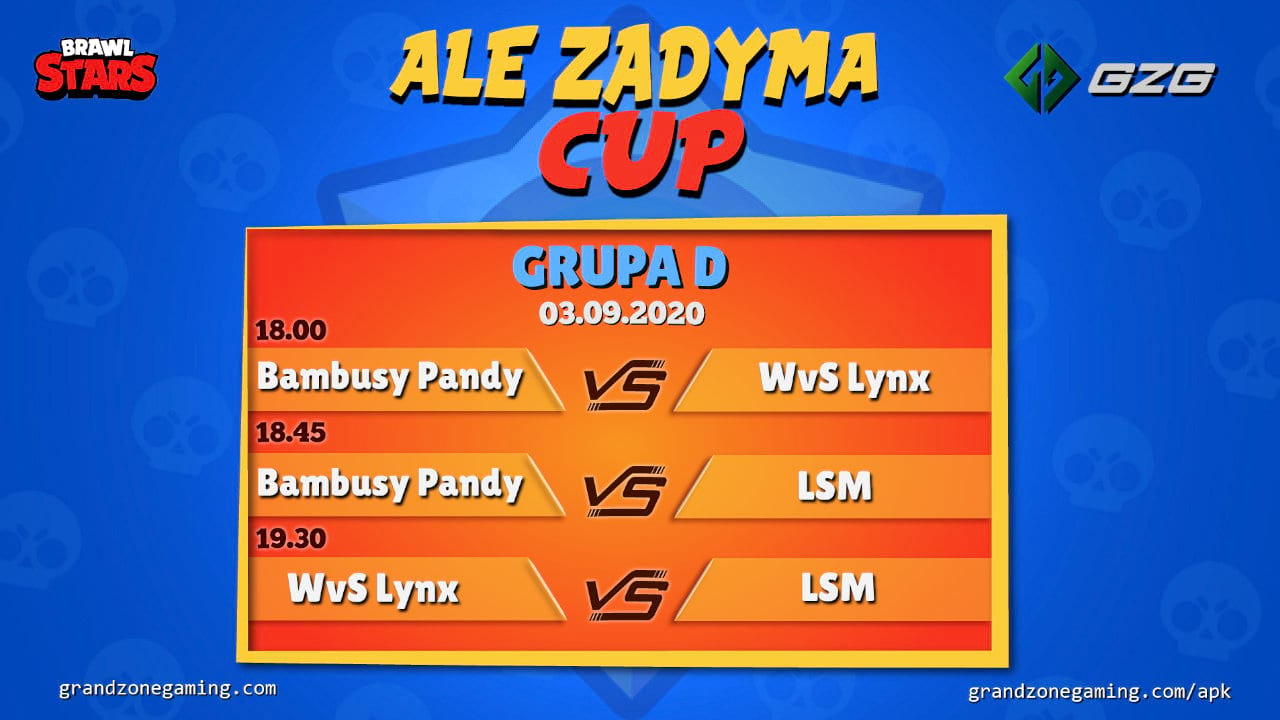 BRAWL
STARS
ALE ZADYMA
CUP
GZG
GRUPA D
03.09.2020
18.00
Bambusy Pandy VS WvS Lynx
18.45
Bambusy Pandy VS LSM
19.30
WvS Lynx VS LSM
grandzonegaming.com
grandzonegaming.com/apk